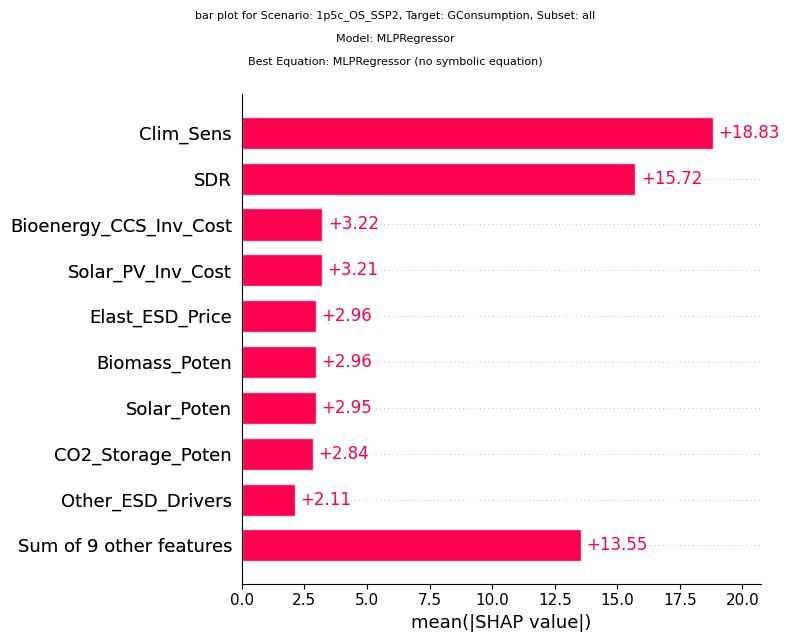 bar plot for Scenario: 1p5c_OS_SSP2, Target: GConsumption, Subset: all
Model: MLPRegressor
Best Equation: MLPRegressor (no symbolic equation)
Clim_Sens +18.83
SDR +15.72
Bioenergy_CCS_Inv_Cost +3.22
Solar_PV_Inv_Cost +3.21
Elast_ESD_Price +2.96
Biomass_Poten +2.96
Solar_Poten +2.95
CO2_Storage_Poten +2.84
Other_ESD_Drivers +2.11
Sum of 9 other features +13.55
0.0 2.5 5.0 7.5 10.0 12.5 15.0 17.5 20.0
mean(|SHAP value|)